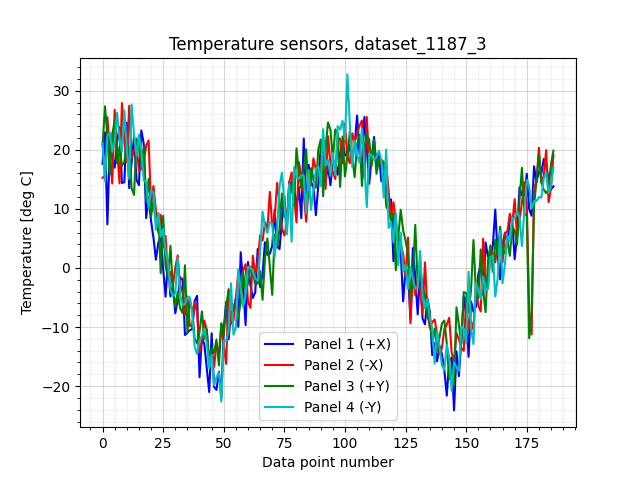 Temperature sensors, dataset_1187_3
Temperature [deg C]
30
20
10
0
−10
−20
Panel 1 (+X)
Panel 2 (-X)
Panel 3 (+Y)
Panel 4 (-Y)
0 25 50 75 100 125 150 175
Data point number